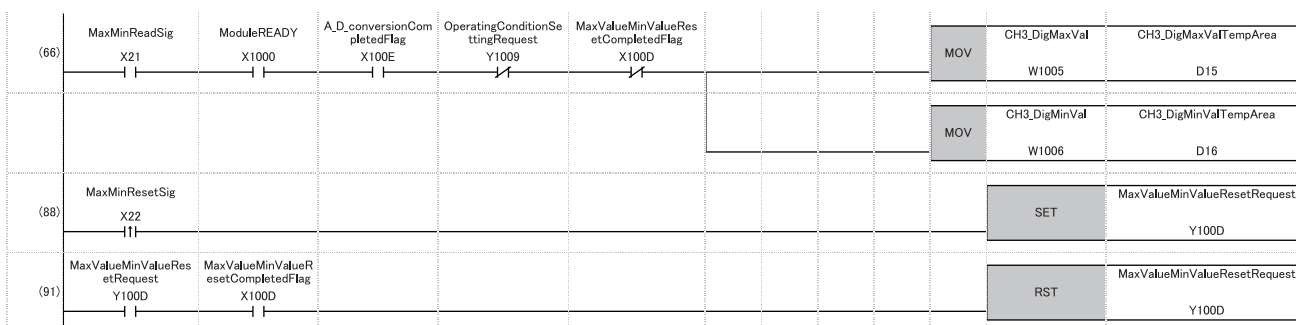 MaxMinReadSig
ModuleREADY
A_D_conversionCom
pletedFlag
OperatingConditionSe
ttingRequest
MaxValueMinValueRes
etCompletedFlag
CH3_DigMaxVal
CH3_DigMaxValTempArea
(66)
X21
X1000
X100E
Y1009
X100D
MOV
W1005
D15
CH3_DigMinVal
CH3_DigMinValTempArea
MOV
W1006
D16
MaxMinResetSig
MaxValueMinValueResetRequest
(88)
X22
SET
Y100D
MaxValueMinValueRes
etRequest
MaxValueMinValueR
esetCompletedFlag
MaxValueMinValueResetRequest
(91)
Y100D
X100D
RST
Y100D